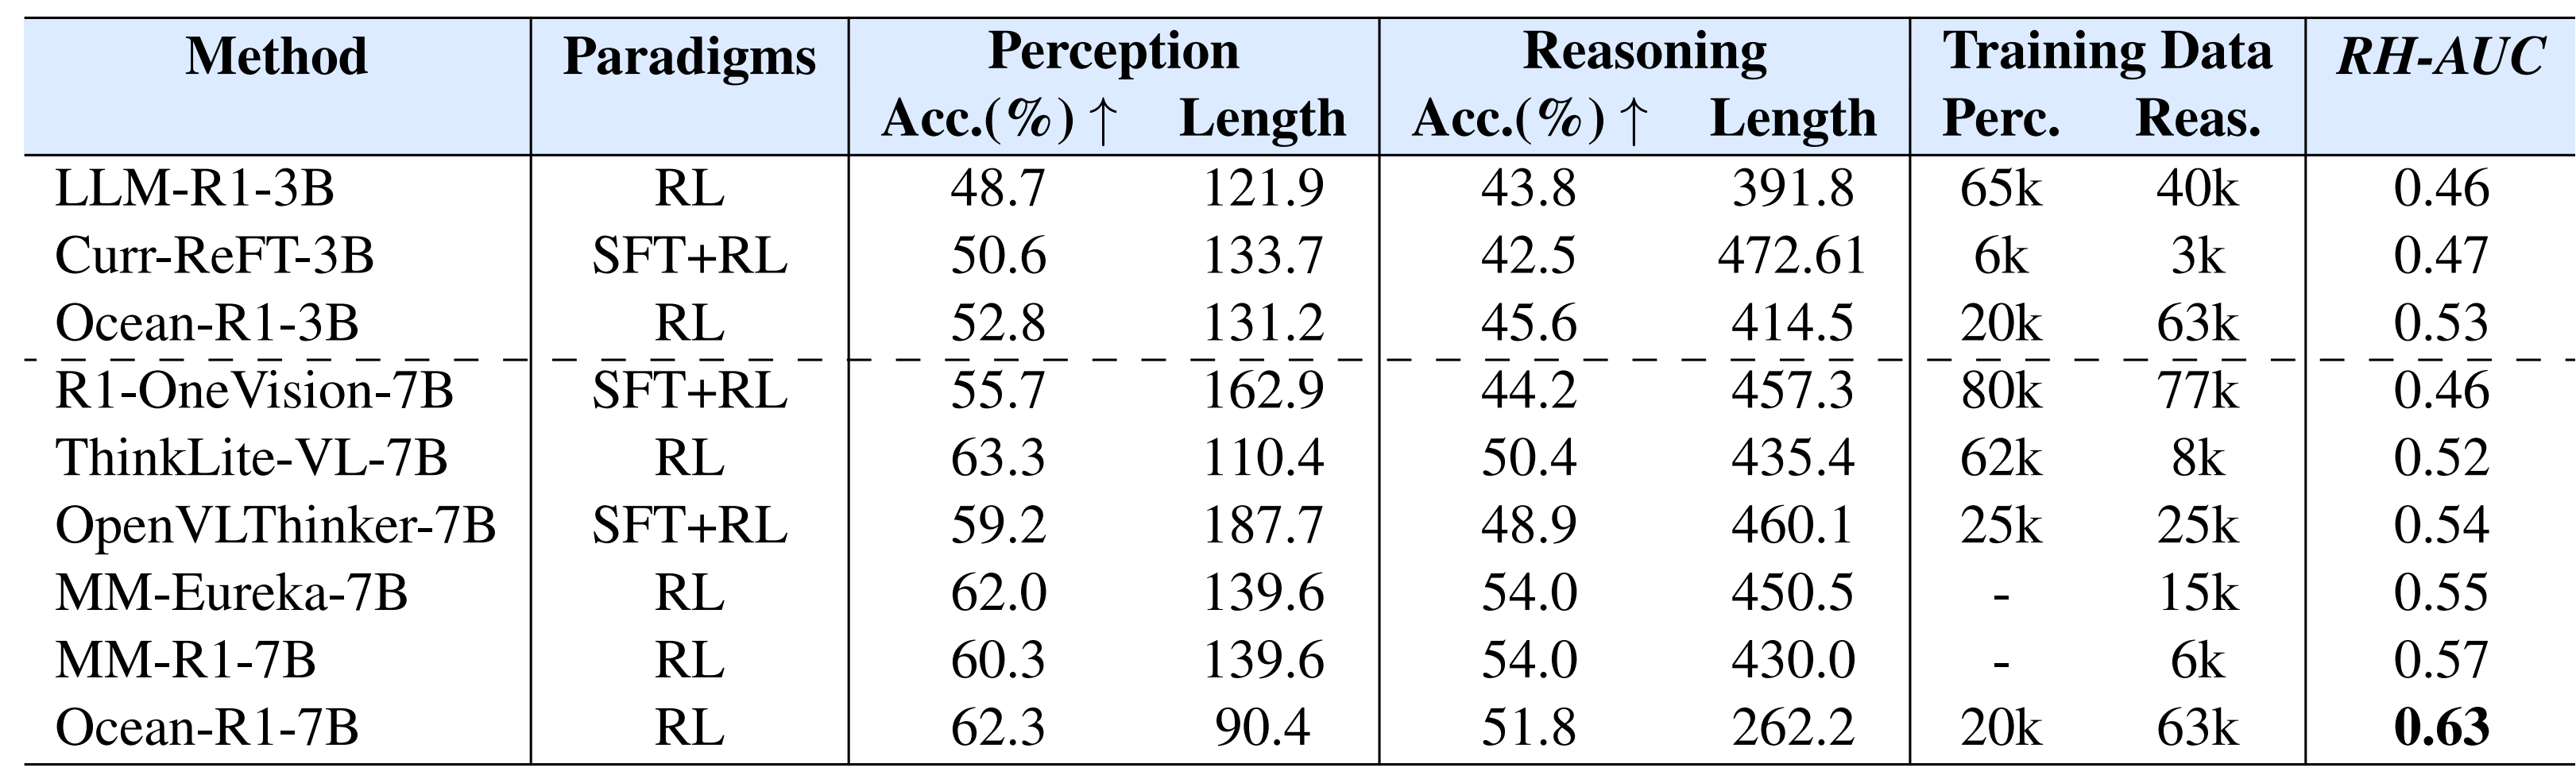 Method Paradigms Perception Reasoning Training Data RH-AUC
Acc.(%) ↑ Length Acc.(%) ↑ Length Perc. Reas.
LLM-R1-3B RL 48.7 121.9 43.8 391.8 65k 40k 0.46
Curr-ReFT-3B SFT+RL 50.6 133.7 42.5 472.61 6k 3k 0.47
Ocean-R1-3B RL 52.8 131.2 45.6 414.5 20k 63k 0.53
R1-OneVision-7B SFT+RL 55.7 162.9 44.2 457.3 80k 77k 0.46
ThinkLite-VL-7B RL 63.3 110.4 50.4 435.4 62k 8k 0.52
OpenVLThinker-7B SFT+RL 59.2 187.7 48.9 460.1 25k 25k 0.54
MM-Eureka-7B RL 62.0 139.6 54.0 450.5 - 15k 0.55
MM-R1-7B RL 60.3 139.6 54.0 430.0 - 6k 0.57
Ocean-R1-7B RL 62.3 90.4 51.8 262.2 20k 63k 0.63